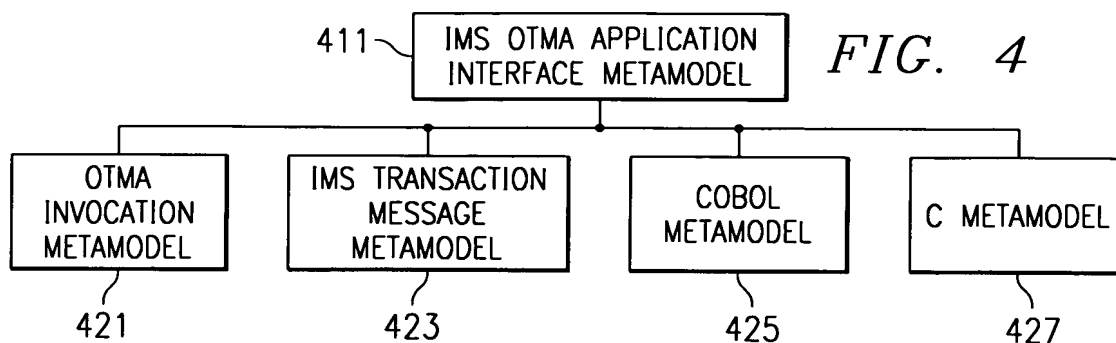 411
IMS OTMA APPLICATION
INTERFACE METAMODEL
FIG. 4
OTMA
INVOCATION
METAMODEL
IMS TRANSACTION
MESSAGE
METAMODEL
COBOL
METAMODEL
C METAMODEL
421
423
425
427